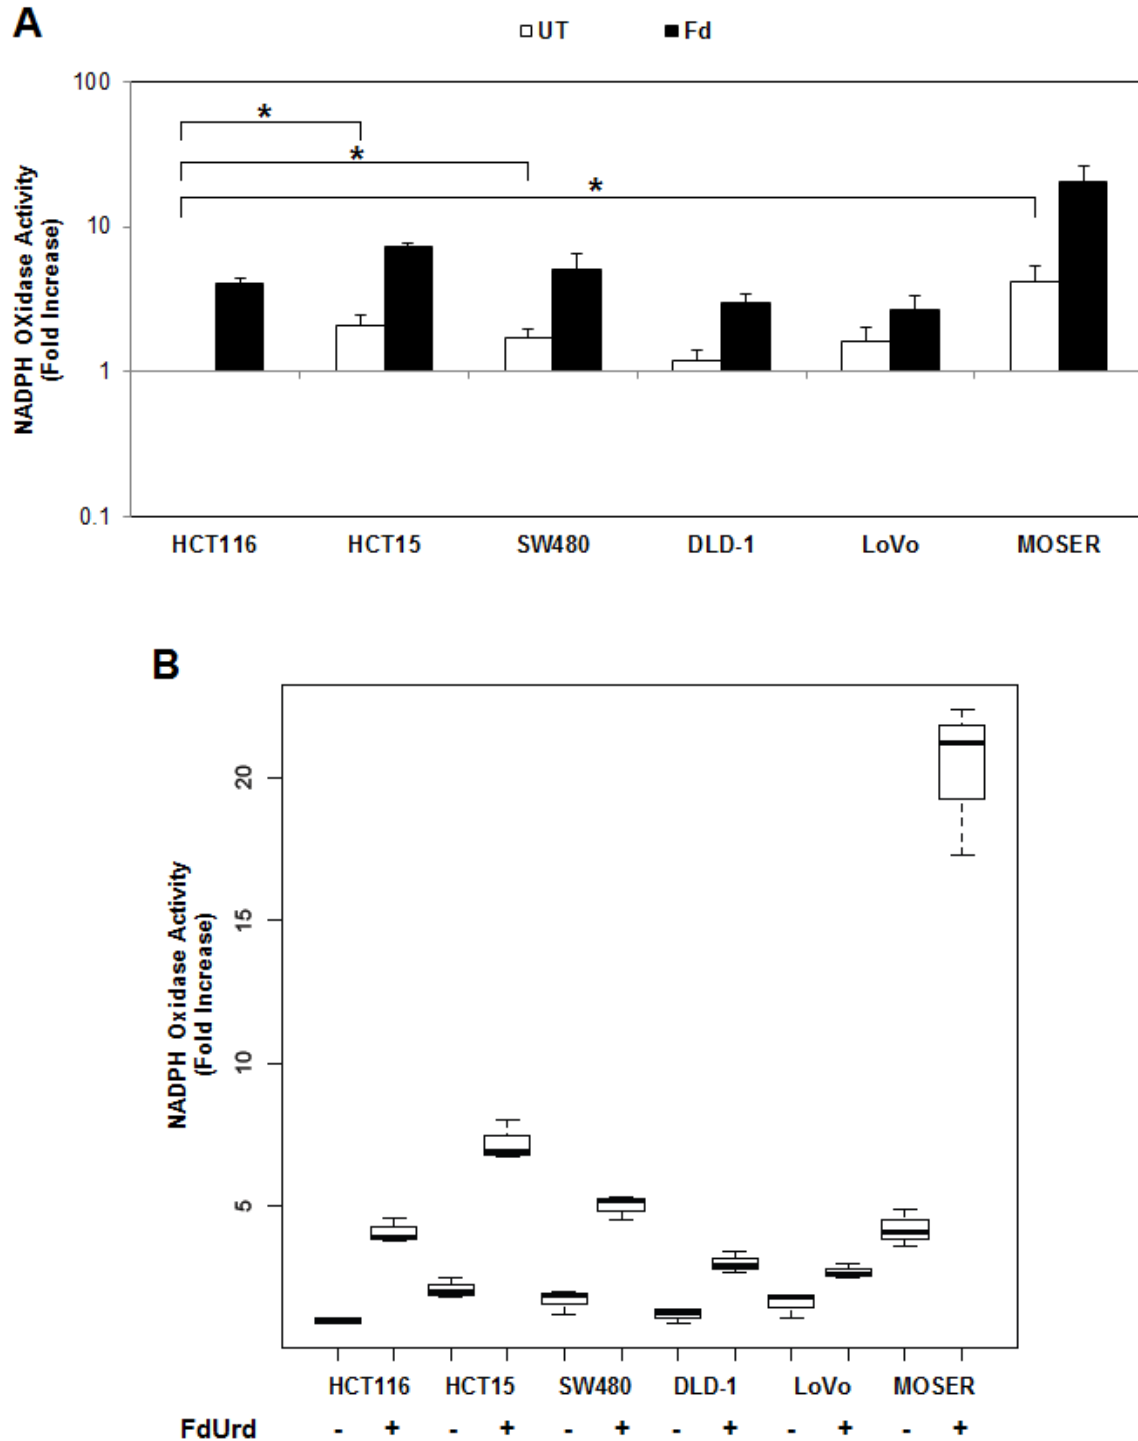 A
UT Fd
100
10
1
0.1
NADPH OXidase Activity
(Fold Increase)
*
*
*
HCT116 HCT15 SW480 DLD-1 LoVo MOSER
B
20
15
10
5
NADPH Oxidase Activity
(Fold Increase)
HCT116 HCT15 SW480 DLD-1 LoVo MOSER
FdUrd - + - + - + - + - + - +